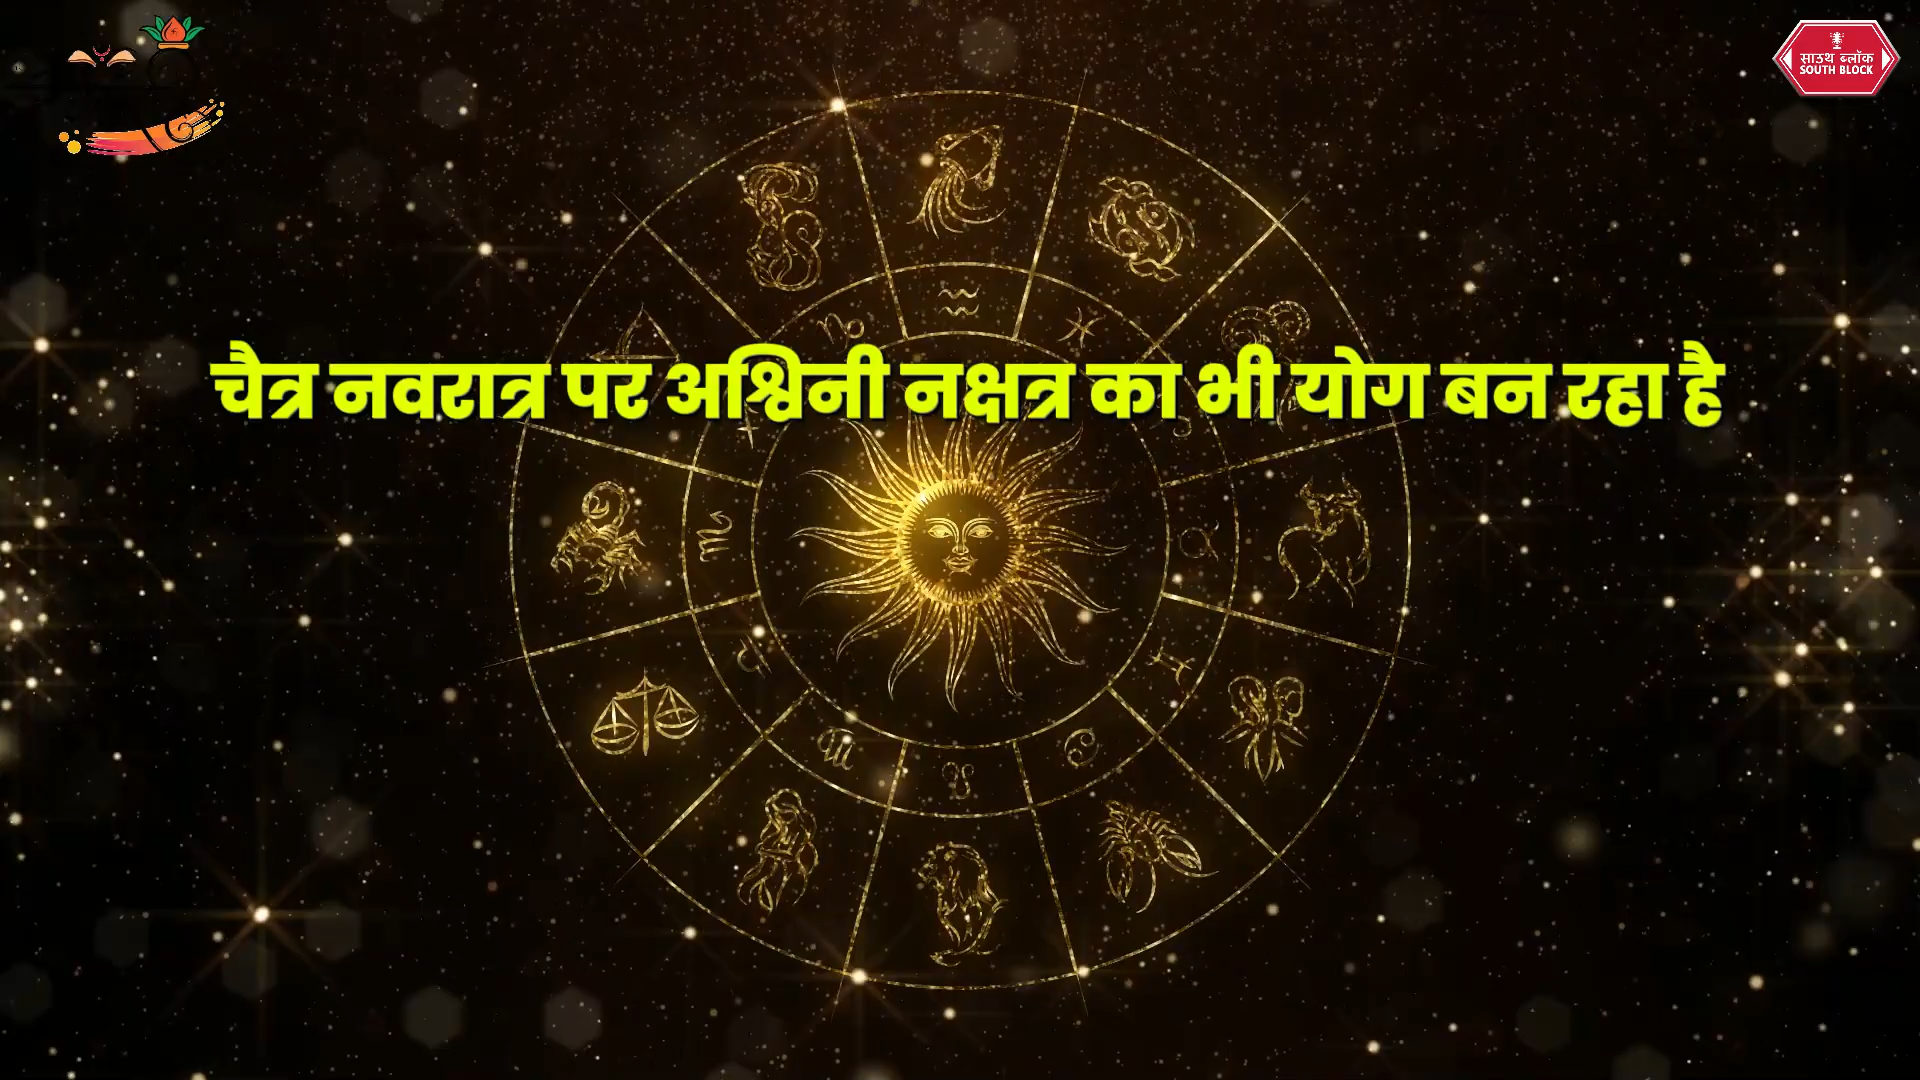 साउथ ब्लॉक
SOUTH BLOCK
चैत्र नवरात्र पर अश्विनी नक्षत्र का भी योग बन रहा है